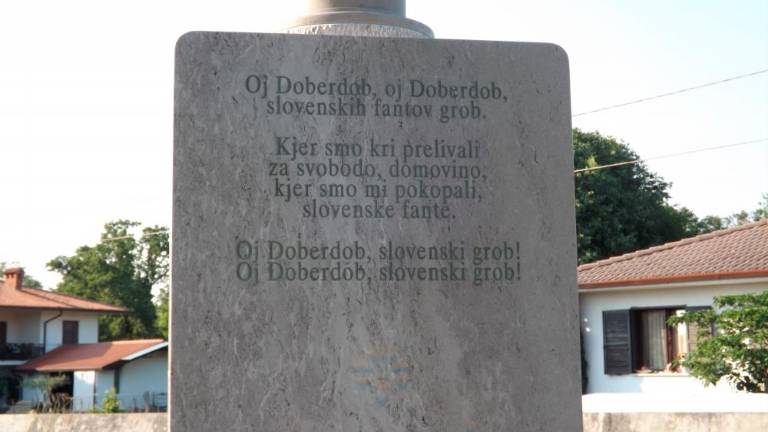 Oj Doberdob, oj Doberdob,
slovenskih fantov grob.
Kjer smo kri prelivali
za svobodo, domovino,
kjer smo mi pokopali,
slovenske fante.
Oj Doberdob, slovenski grob!
Oj Doberdob, slovenski grob!